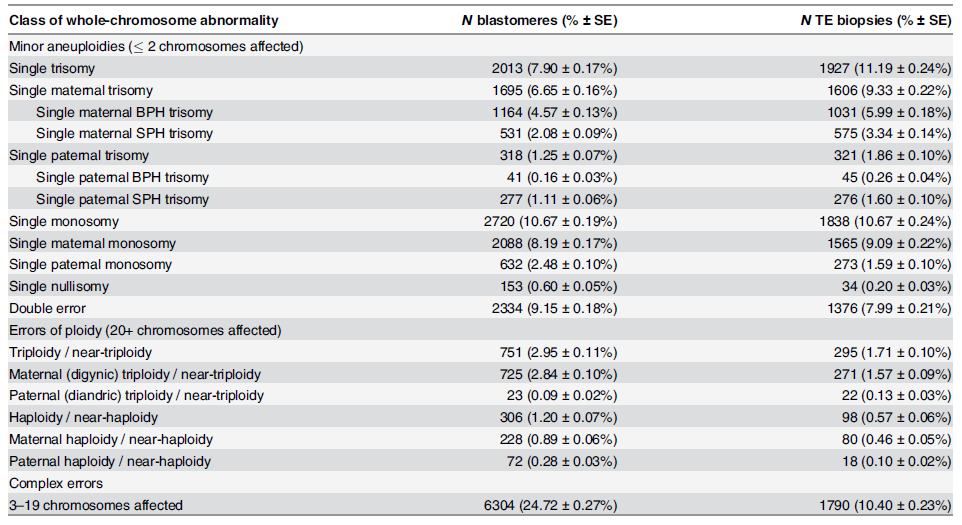 Class of whole-chromosome abnormality N blastomeres (% ± SE) N TE biopsies (% ± SE)
Minor aneuploidies (≤ 2 chromosomes affected)
Single trisomy 2013 (7.90 ± 0.17%) 1927 (11.19 ± 0.24%)
Single maternal trisomy 1695 (6.65 ± 0.16%) 1606 (9.33 ± 0.22%)
Single maternal BPH trisomy 1164 (4.57 ± 0.13%) 1031 (5.99 ± 0.18%)
Single maternal SPH trisomy 531 (2.08 ± 0.09%) 575 (3.34 ± 0.14%)
Single paternal trisomy 318 (1.25 ± 0.07%) 321 (1.86 ± 0.10%)
Single paternal BPH trisomy 41 (0.16 ± 0.03%) 45 (0.26 ± 0.04%)
Single paternal SPH trisomy 277 (1.11 ± 0.06%) 276 (1.60 ± 0.10%)
Single monosomy 2720 (10.67 ± 0.19%) 1838 (10.67 ± 0.24%)
Single maternal monosomy 2088 (8.19 ± 0.17%) 1565 (9.09 ± 0.22%)
Single paternal monosomy 632 (2.48 ± 0.10%) 273 (1.59 ± 0.10%)
Single nullisomy 153 (0.60 ± 0.05%) 34 (0.20 ± 0.03%)
Double error 2334 (9.15 ± 0.18%) 1376 (7.99 ± 0.21%)
Errors of ploidy (20+ chromosomes affected)
Triploidy / near-triploidy 751 (2.95 ± 0.11%) 295 (1.71 ± 0.10%)
Maternal (digynic) triploidy / near-triploidy 725 (2.84 ± 0.10%) 271 (1.57 ± 0.09%)
Paternal (diandric) triploidy / near-triploidy 23 (0.09 ± 0.02%) 22 (0.13 ± 0.03%)
Haploidy / near-haploidy 306 (1.20 ± 0.07%) 98 (0.57 ± 0.06%)
Maternal haploidy / near-haploidy 228 (0.89 ± 0.06%) 80 (0.46 ± 0.05%)
Paternal haploidy / near-haploidy 72 (0.28 ± 0.03%) 18 (0.10 ± 0.02%)
Complex errors
3–19 chromosomes affected 6304 (24.72 ± 0.27%) 1790 (10.40 ± 0.23%)